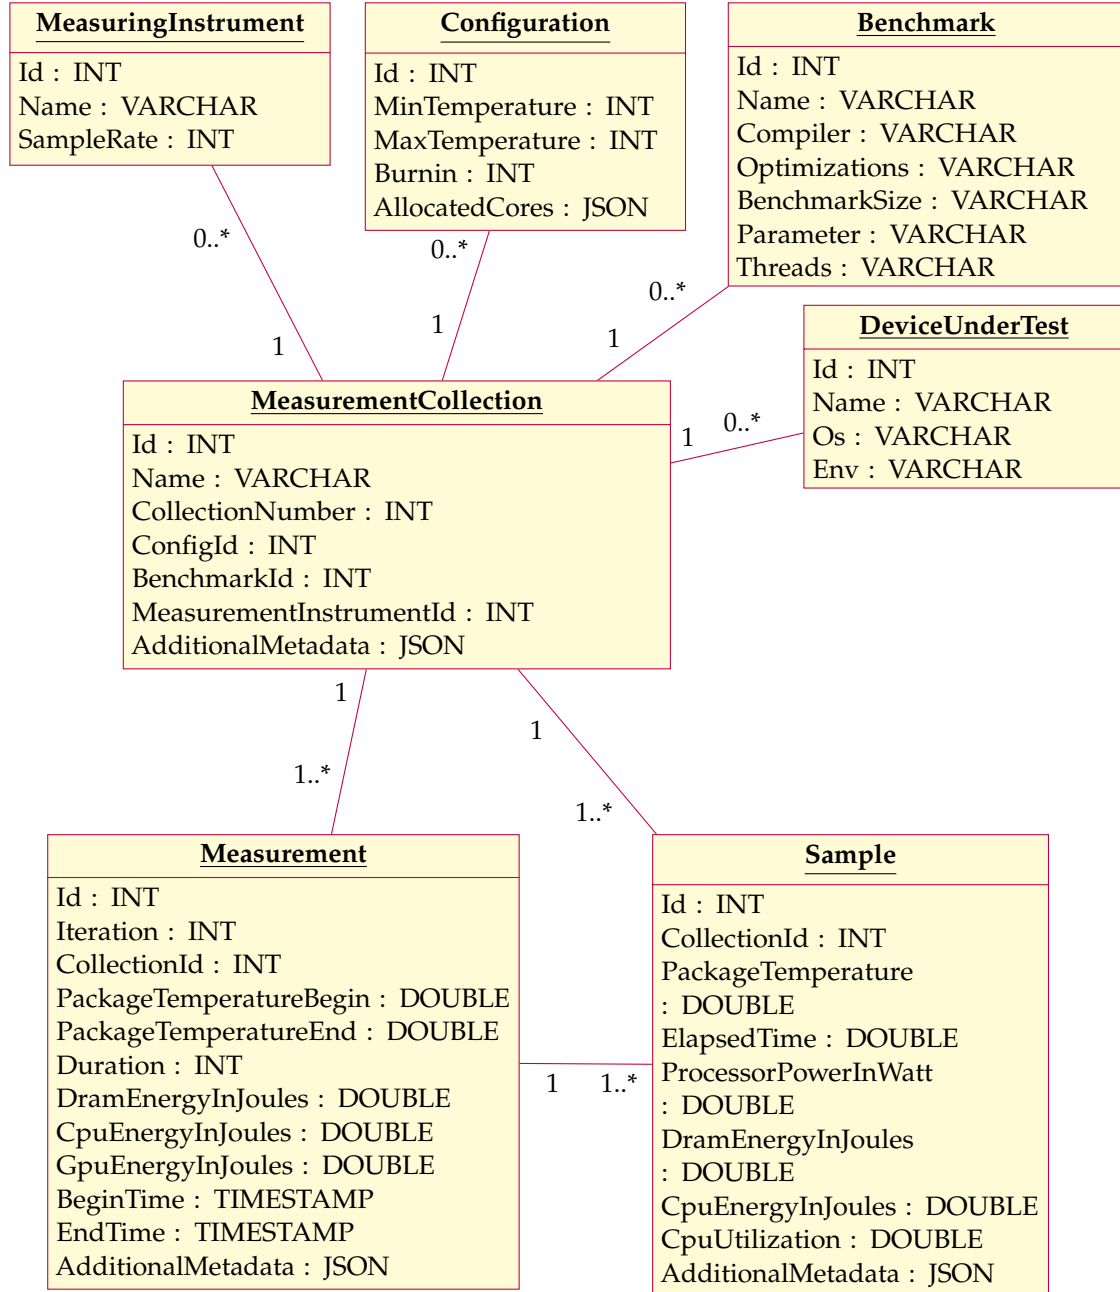 MeasuringInstrument
Id : INT
Name : VARCHAR
SampleRate : INT
Configuration
Id : INT
MinTemperature : INT
MaxTemperature : INT
Burnin : INT
AllocatedCores : JSON
Benchmark
Id : INT
Name : VARCHAR
Compiler : VARCHAR
Optimizations : VARCHAR
BenchmarkSize : VARCHAR
Parameter : VARCHAR
Threads : VARCHAR
0..*
0..*
0..*
1
1
1
DeviceUnderTest
Id : INT
Name : VARCHAR
Os : VARCHAR
Env : VARCHAR
0..*
1
MeasurementCollection
Id : INT
Name : VARCHAR
CollectionNumber : INT
ConfigId : INT
BenchmarkId : INT
MeasurementInstrumentId : INT
AdditionalMetadata : JSON
1
1
1..*
1..*
Measurement
Id : INT
Iteration : INT
CollectionId : INT
PackageTemperatureBegin : DOUBLE
PackageTemperatureEnd : DOUBLE
Duration : INT
DramEnergyInJoules : DOUBLE
CpuEnergyInJoules : DOUBLE
GpuEnergyInJoules : DOUBLE
BeginTime : TIMESTAMP
EndTime : TIMESTAMP
AdditionalMetadata : JSON
1
1..*
Sample
Id : INT
CollectionId : INT
PackageTemperature
: DOUBLE
ElapsedTime : DOUBLE
ProcessorPowerInWatt
: DOUBLE
DramEnergyInJoules
: DOUBLE
CpuEnergyInJoules : DOUBLE
CpuUtilization : DOUBLE
AdditionalMetadata : JSON